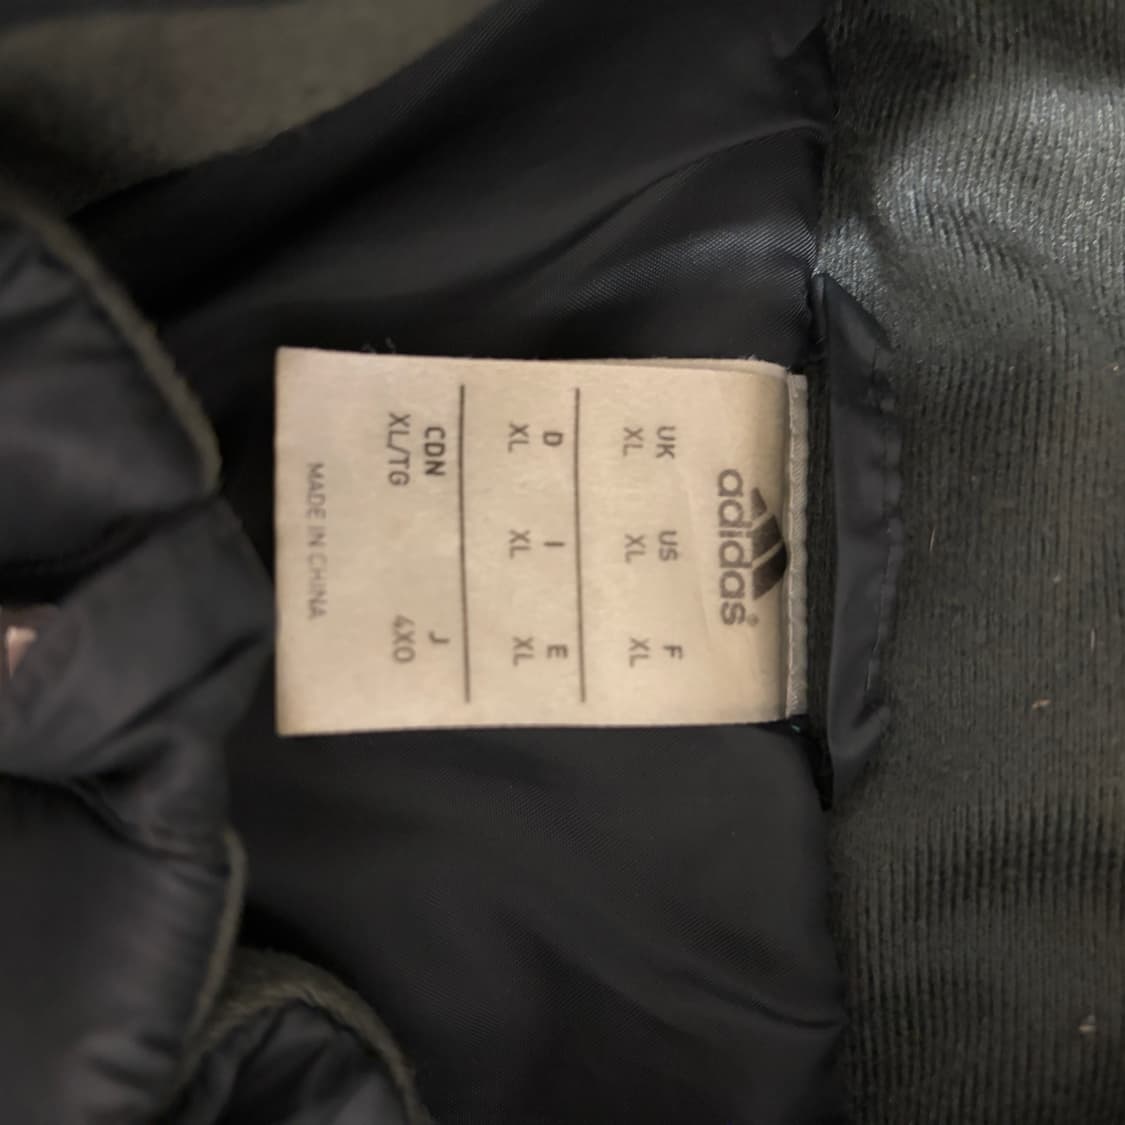 adidas®
UK US F
XL XL XL
D I E
XL XL XL
CDN J
XL/TG 4XO
MADE IN CHINA